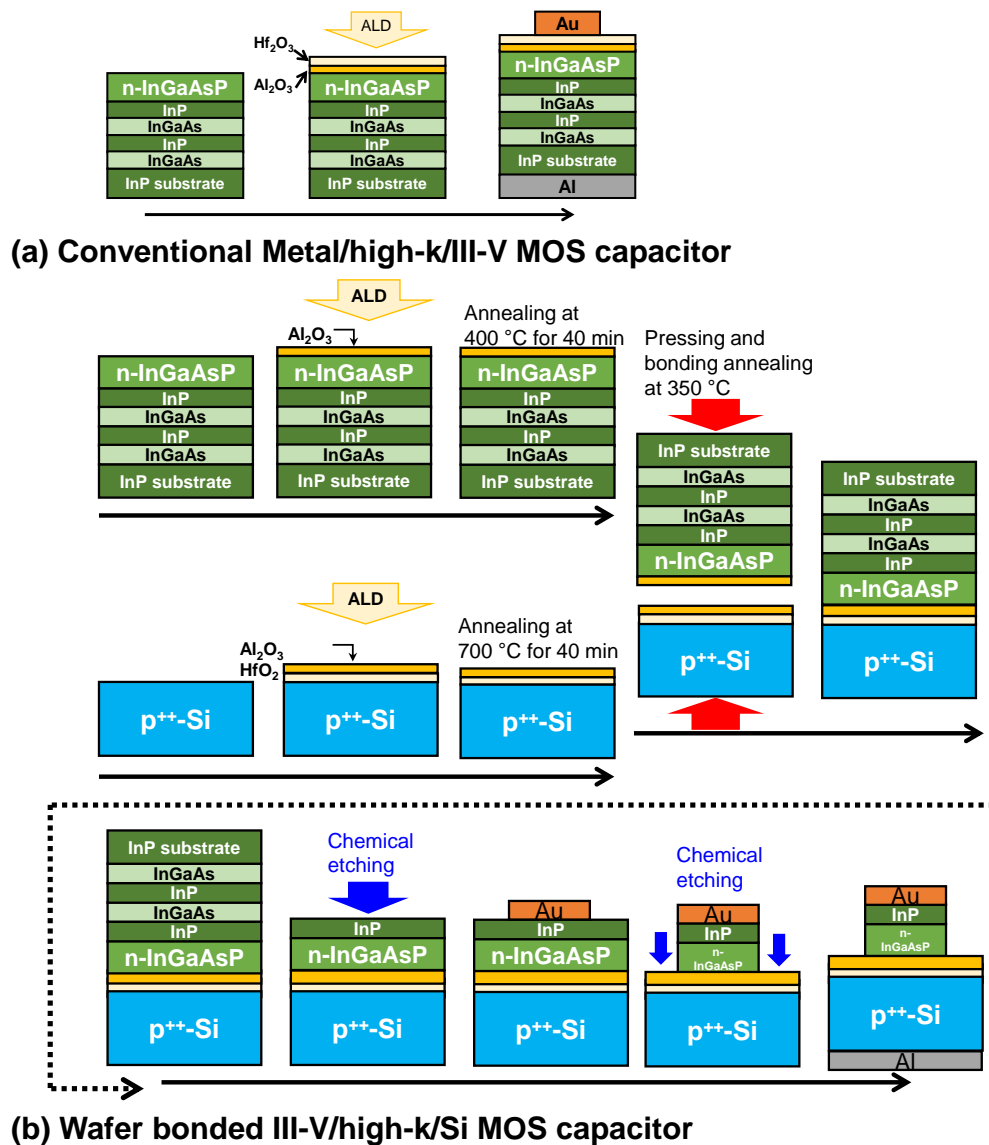 ALD
Hf₂O₃
Al₂O₃
n-InGaAsP
InP
InGaAs
InP
InGaAs
InP substrate
n-InGaAsP
InP
InGaAs
InP
InGaAs
InP substrate
Au
n-InGaAsP
InP
InGaAs
InP
InGaAs
InP substrate
Al
(a) Conventional Metal/high-k/III-V MOS capacitor
ALD
Al₂O₃
Annealing at
400 °C for 40 min
Pressing and
bonding annealing
at 350 °C
n-InGaAsP
InP
InGaAs
InP
InGaAs
InP substrate
n-InGaAsP
InP
InGaAs
InP
InGaAs
InP substrate
n-InGaAsP
InP
InGaAs
InP
InGaAs
InP substrate
InP substrate
InGaAs
InP
InGaAs
InP
n-InGaAsP
p⁺⁺-Si
InP substrate
InGaAs
InP
InGaAs
InP
n-InGaAsP
p⁺⁺-Si
ALD
Al₂O₃
HfO₂
Annealing at
700 °C for 40 min
p⁺⁺-Si
p⁺⁺-Si
p⁺⁺-Si
InP substrate
InGaAs
InP
InGaAs
InP
n-InGaAsP
p⁺⁺-Si
Chemical
etching
InP
n-InGaAsP
p⁺⁺-Si
Au
InP
n-InGaAsP
p⁺⁺-Si
Chemical
etching
Au
InP
n-
InGaAsP
p⁺⁺-Si
Au
InP
n-
InGaAsP
p⁺⁺-Si
Al
(b) Wafer bonded III-V/high-k/Si MOS capacitor